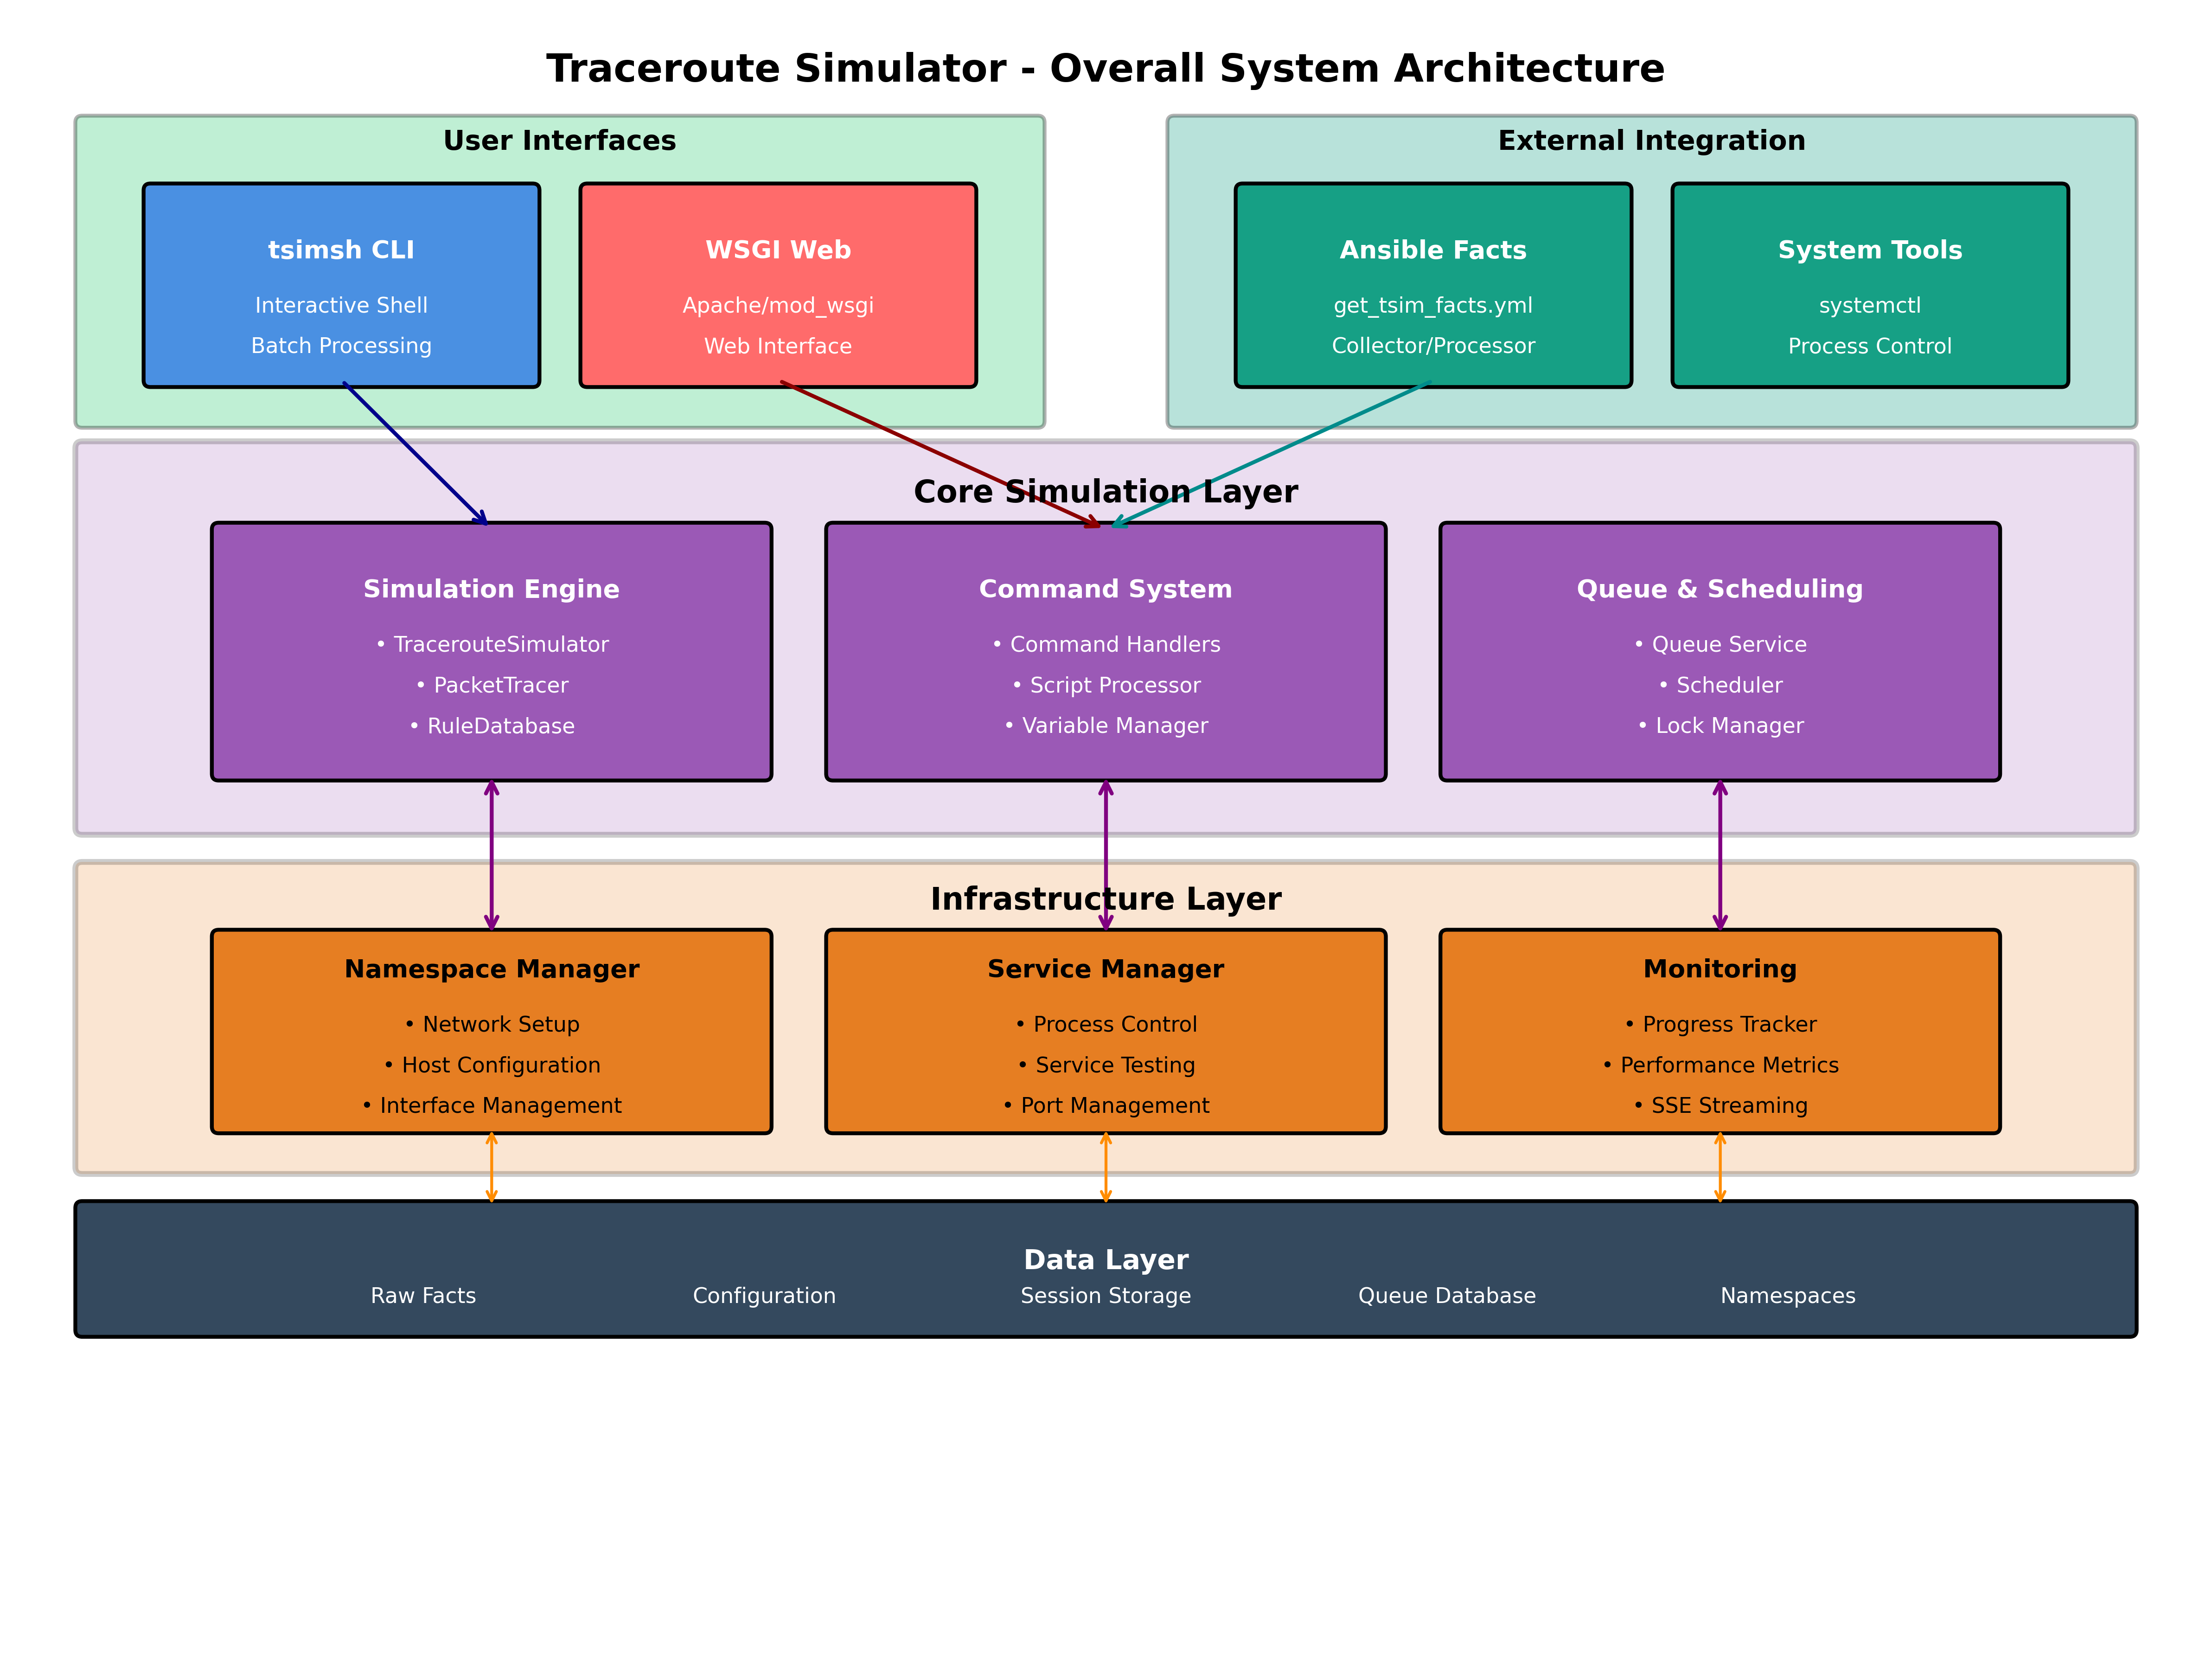 Traceroute Simulator - Overall System Architecture
User Interfaces
tsimsh CLI
Interactive Shell
Batch Processing
WSGI Web
Apache/mod_wsgi
Web Interface
External Integration
Ansible Facts
get_tsim_facts.yml
Collector/Processor
System Tools
systemctl
Process Control
Core Simulation Layer
Simulation Engine
• TracerouteSimulator
• PacketTracer
• RuleDatabase
Command System
• Command Handlers
• Script Processor
• Variable Manager
Queue & Scheduling
• Queue Service
• Scheduler
• Lock Manager
Infrastructure Layer
Namespace Manager
• Network Setup
• Host Configuration
• Interface Management
Service Manager
• Process Control
• Service Testing
• Port Management
Monitoring
• Progress Tracker
• Performance Metrics
• SSE Streaming
Data Layer
Raw Facts
Configuration
Session Storage
Queue Database
Namespaces